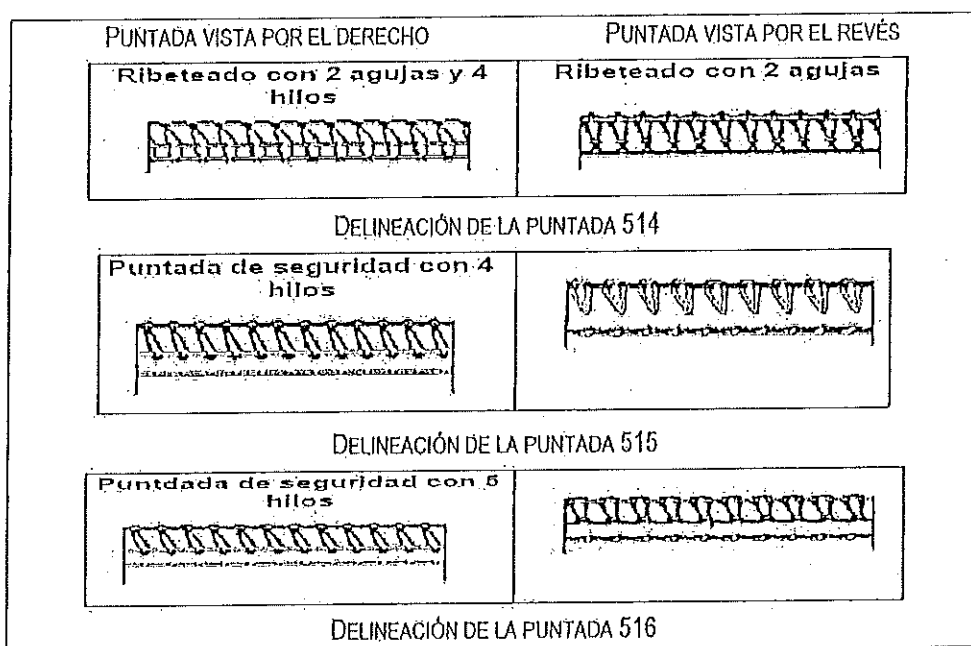 PUNTADA VISTA POR EL DERECHO
PUNTADA VISTA POR EL REVÉS
Ribeteado con 2 agujas y 4
hilos
Ribeteado con 2 agujas
DELINEACIÓN DE LA PUNTADA 514
Puntada de seguridad con 4
hilos
DELINEACIÓN DE LA PUNTADA 515
Puntdada de seguridad con 5
hilos
DELINEACIÓN DE LA PUNTADA 516